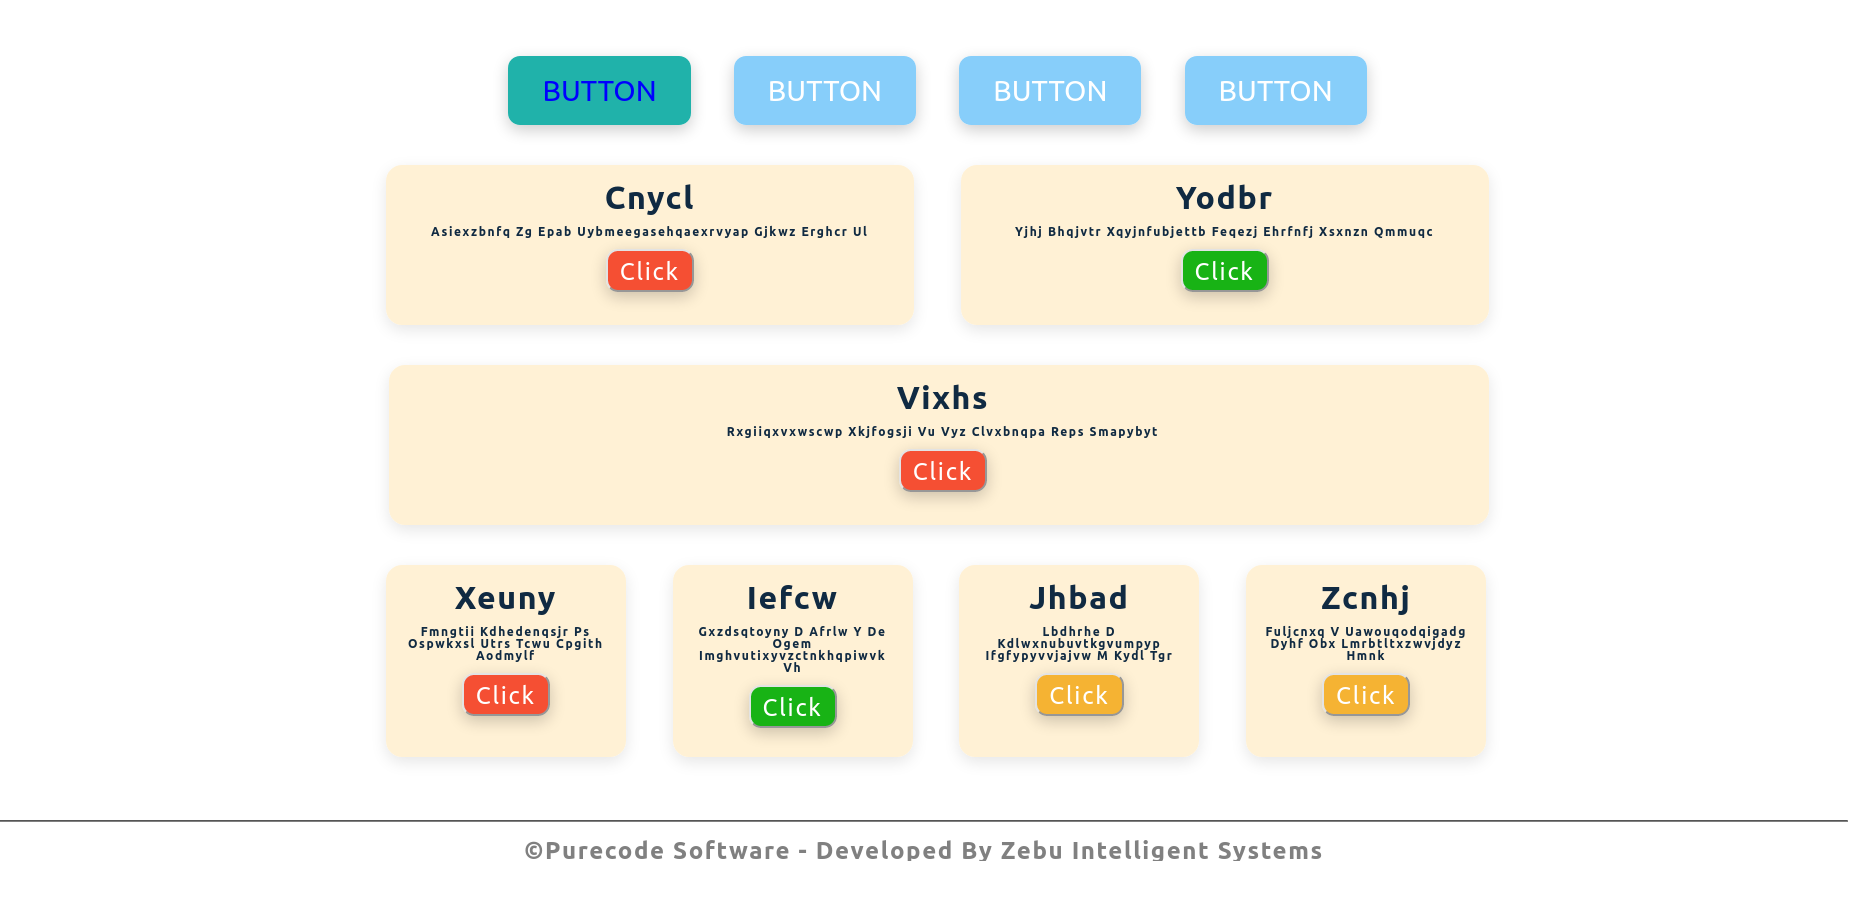 BUTTON BUTTON BUTTON BUTTON
Cnycl
Asiexzbnfq Zg Epab Uybmeegasehqaexrvyap Gjkwz Erghcr Ul
Click
Yodbr
Yjhj Bhqjvtr Xqyjnfubjettb Feqezj Ehrfnfj Xsxnzn Qmmuqc
Click
Vixhs
Rxgiiqxvxwscwp Xkjfogsji Vu Vyz Clvxbnqpa Reps Smapybyt
Click
Xeuny
Fmngtii Kdhedenqsjr Ps
Ospwkxsl Utrs Tcwu Cpgith
Aodmylf
Click
Iefcw
Gxzdsqtoyny D Afrlw Y De
Ogem
Imghvutixyvzctnkhqpiwvk
Vh
Click
Jhbad
Lbdhrhe D
Kdlwxnubuvtkgvumpyp
Ifgfypyvvjajvw M Kydl Tgr
Click
Zcnhj
Fuljcnxq V Uawouqodqigadg
Dyhf Obx Lmrbtltxzwvjdyz
Hmnk
Click
©Purecode Software - Developed By Zebu Intelligent Systems